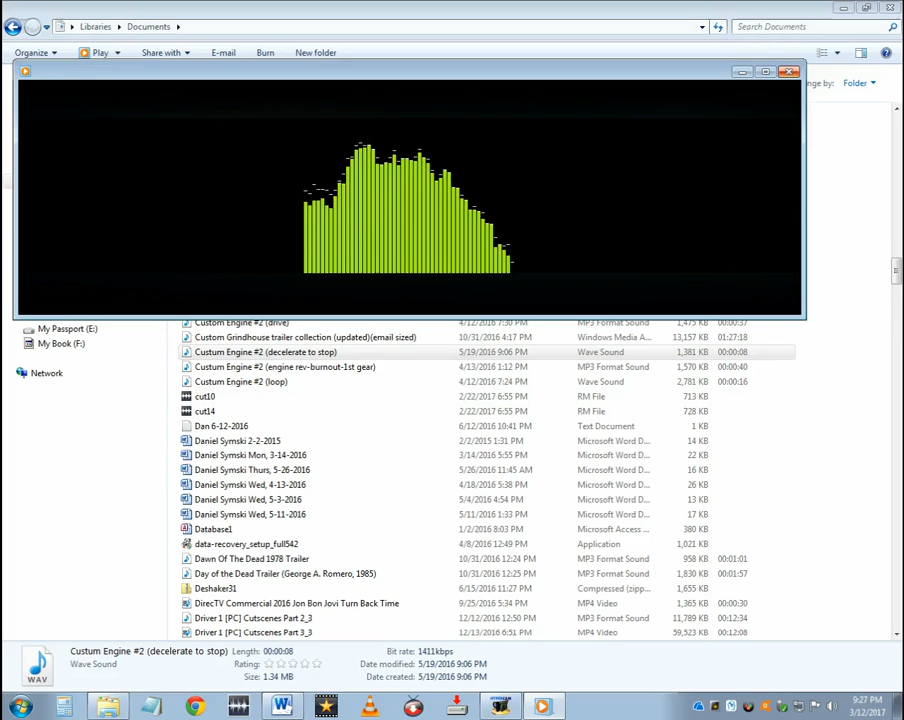 Libraries ▸ Documents ▸
Search Documents
Organize Play Share with E-mail Burn New folder
nge by: Folder
My Passport (E:)
My Book (F:)
Network
Custom Engine #2 (drive) 4/12/2016 7:30 PM MP3 Format Sound 1,475 KB 00:00:37
Custom Grindhouse trailer collection (updated)(email sized) 10/31/2016 4:17 PM Windows Media A... 13,157 KB 01:27:18
Custum Engine #2 (decelerate to stop) 5/19/2016 9:06 PM Wave Sound 1,381 KB 00:00:08
Custum Engine #2 (engine rev-burnout-1st gear) 4/13/2016 1:12 PM MP3 Format Sound 1,570 KB 00:00:40
Custum Engine #2 (loop) 4/12/2016 7:24 PM Wave Sound 2,781 KB 00:00:16
cut10 2/22/2017 6:55 PM RM File 713 KB
cut14 2/22/2017 6:55 PM RM File 728 KB
Dan 6-12-2016 6/12/2016 10:41 PM Text Document 1 KB
Daniel Symski 2-2-2015 2/2/2015 1:31 PM Microsoft Word D... 14 KB
Daniel Symski Mon, 3-14-2016 3/14/2016 5:55 PM Microsoft Word D... 22 KB
Daniel Symski Thurs, 5-26-2016 5/26/2016 11:45 AM Microsoft Word D... 23 KB
Daniel Symski Wed, 4-13-2016 4/18/2016 5:38 PM Microsoft Word D... 26 KB
Daniel Symski Wed, 5-3-2016 5/4/2016 4:54 PM Microsoft Word D... 13 KB
Daniel Symski Wed, 5-11-2016 5/11/2016 1:33 PM Microsoft Word D... 17 KB
Database1 1/2/2016 8:03 PM Microsoft Access ... 380 KB
data-recovery_setup_full542 4/8/2016 12:49 PM Application 1,021 KB
Dawn Of The Dead 1978 Trailer 10/31/2016 12:24 PM MP3 Format Sound 958 KB 00:01:01
Day of the Dead Trailer (George A. Romero, 1985) 10/31/2016 12:25 PM MP3 Format Sound 1,830 KB 00:01:57
Deshaker31 6/15/2016 11:27 PM Compressed (zipp... 1,655 KB
DirecTV Commercial 2016 Jon Bon Jovi Turn Back Time 9/25/2016 5:34 PM MP4 Video 1,365 KB 00:00:30
Driver 1 [PC] Cutscenes Part 2_3 12/12/2016 12:50 PM MP3 Format Sound 11,789 KB 00:12:34
Driver 1 [PC] Cutscenes Part 3_3 12/13/2016 6:51 PM MP4 Video 59,523 KB 00:12:08
Custum Engine #2 (decelerate to stop) Length: 00:00:08 Bit rate: 1411kbps
Wave Sound Rating: Date modified: 5/19/2016 9:06 PM
WAV Size: 1.34 MB Date created: 5/19/2016 9:06 PM
9:27 PM
3/12/2017